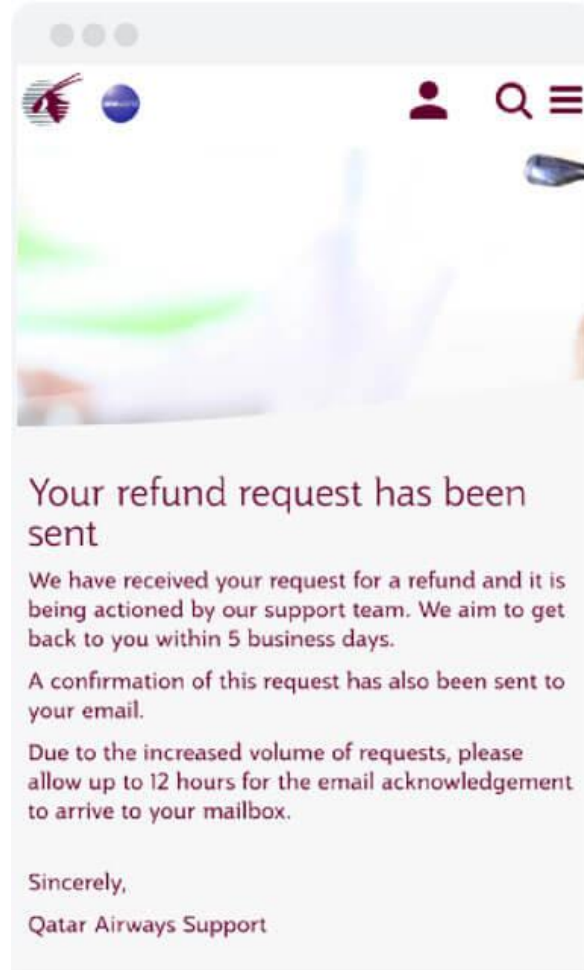 Your refund request has been
sent
We have received your request for a refund and it is
being actioned by our support team. We aim to get
back to you within 5 business days.
A confirmation of this request has also been sent to
your email.
Due to the increased volume of requests, please
allow up to 12 hours for the email acknowledgement
to arrive to your mailbox.
Sincerely,
Qatar Airways Support